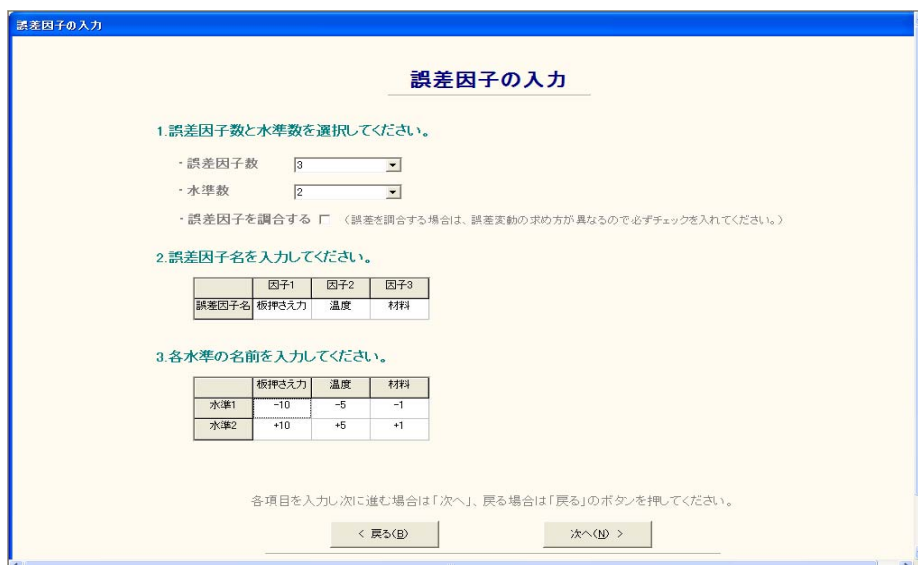 誤差因子の入力
誤差因子の入力
1.誤差因子数と水準数を選択してください。
・誤差因子数 3
・水準数 2
・誤差因子を調合する (誤差を調合する場合は、誤差変動の求め方が異なるので必ずチェックを入れてください。)
2.誤差因子名を入力してください。
因子1 因子2 因子3
誤差因子名 板押さえ力 温度 材料
3.各水準の名前を入力してください。
板押さえ力 温度 材料
水準1 -10 -5 -1
水準2 +10 +5 +1
各項目を入力し次に進む場合は「次へ」、戻る場合は「戻る」のボタンを押してください。
< 戻る(B) 次へ(N) >